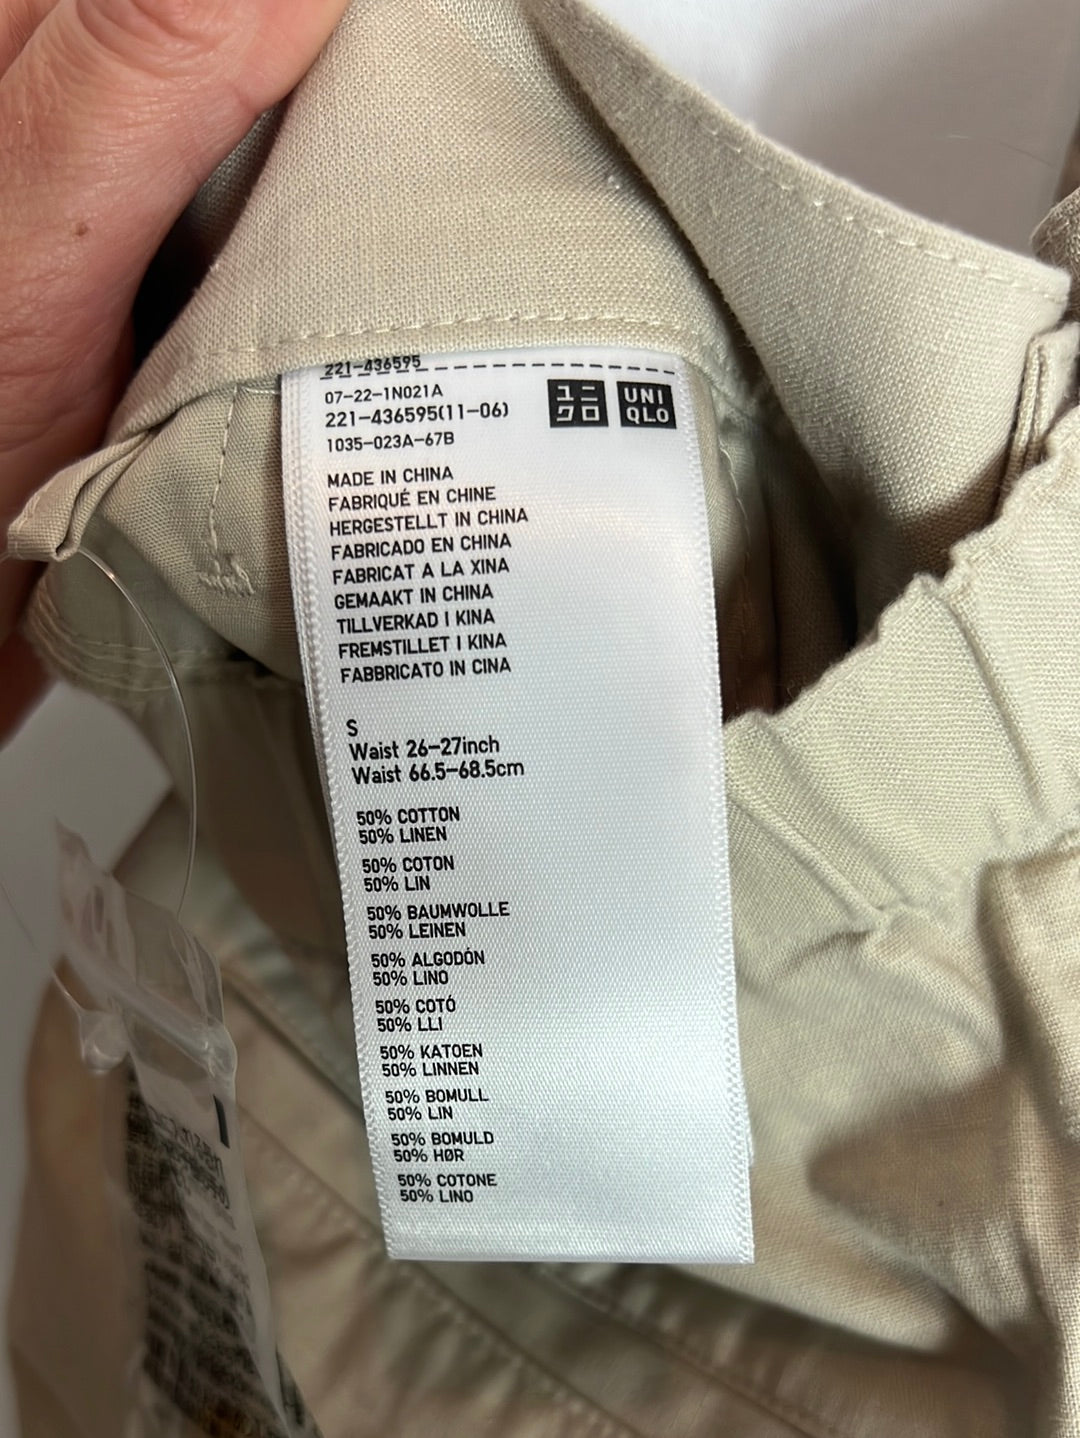 221-436595
07-22-1N021A
221-436595(11-06)
1035-023A-67B
ユニ
クロ
UNI
QLO
MADE IN CHINA
FABRIQUÉ EN CHINE
HERGESTELLT IN CHINA
FABRICADO EN CHINA
FABRICAT A LA XINA
GEMAAKT IN CHINA
TILLVERKAD I KINA
FREMSTILLET I KINA
FABBRICATO IN CINA
S
Waist 26-27inch
Waist 66.5-68.5cm
50% COTTON
50% LINEN
50% COTON
50% LIN
50% BAUMWOLLE
50% LEINEN
50% ALGODÓN
50% LINO
50% COTÓ
50% LLI
50% KATOEN
50% LINNEN
50% BOMULL
50% LIN
50% BOMULD
50% HØR
50% COTONE
50% LINO